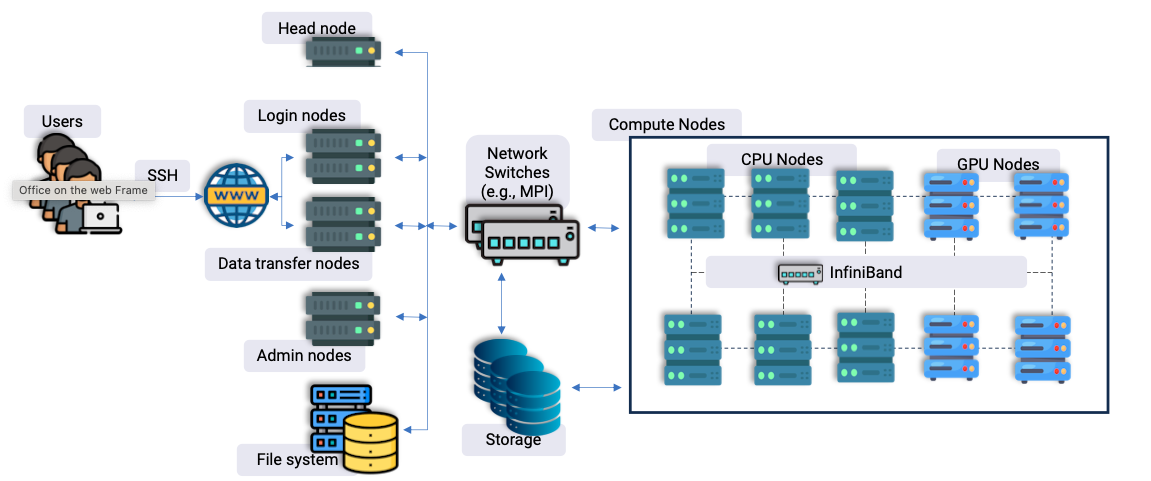 Head node
Login nodes
Users
SSH
Office on the web Frame
WWW
Data transfer nodes
Admin nodes
File system
Network
Switches
(e.g., MPI)
Storage
Compute Nodes
CPU Nodes
GPU Nodes
InfiniBand